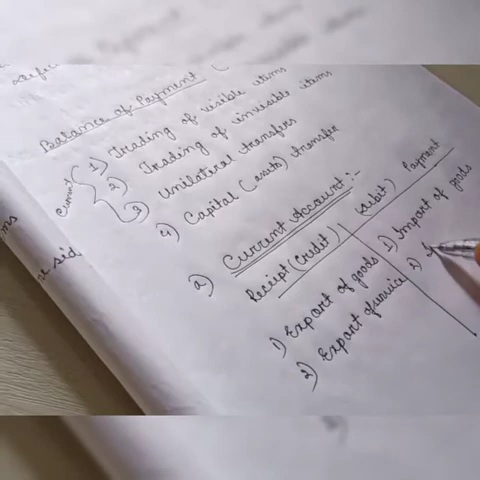 Balance of Payment (
Current
1) Trading of visible items
2) Trading of invisible items
3) Unilateral transfers
4) Capital (assets) transfer
a) Current Account :-
Receipt (Credit) (Debit) Payment
1) Export of goods 1) Import of goods
2) Export of service 2)
ms